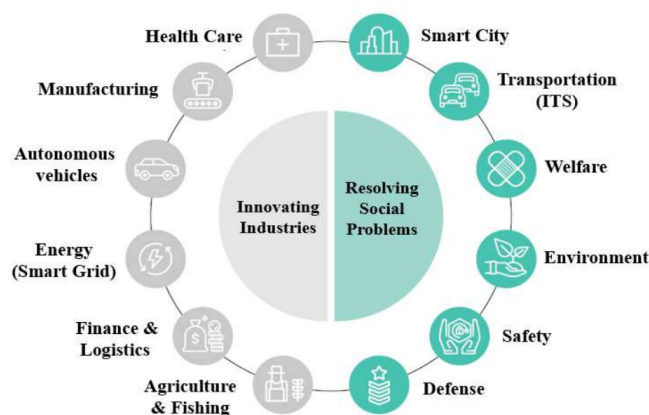 Health Care
Smart City
Manufacturing
Transportation
(ITS)
Autonomous
vehicles
Welfare
Innovating
Industries
Resolving
Social
Problems
Energy
(Smart Grid)
Environment
Finance &
Logistics
Safety
Agriculture
& Fishing
Defense